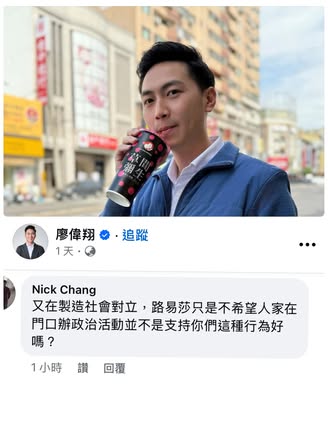 廖偉翔 · 追蹤
1 天 ·
Nick Chang
又在製造社會對立，路易莎只是不希望人家在
門口辦政治活動並不是支持你們這種行為好
嗎？
1 小時 讚 回覆